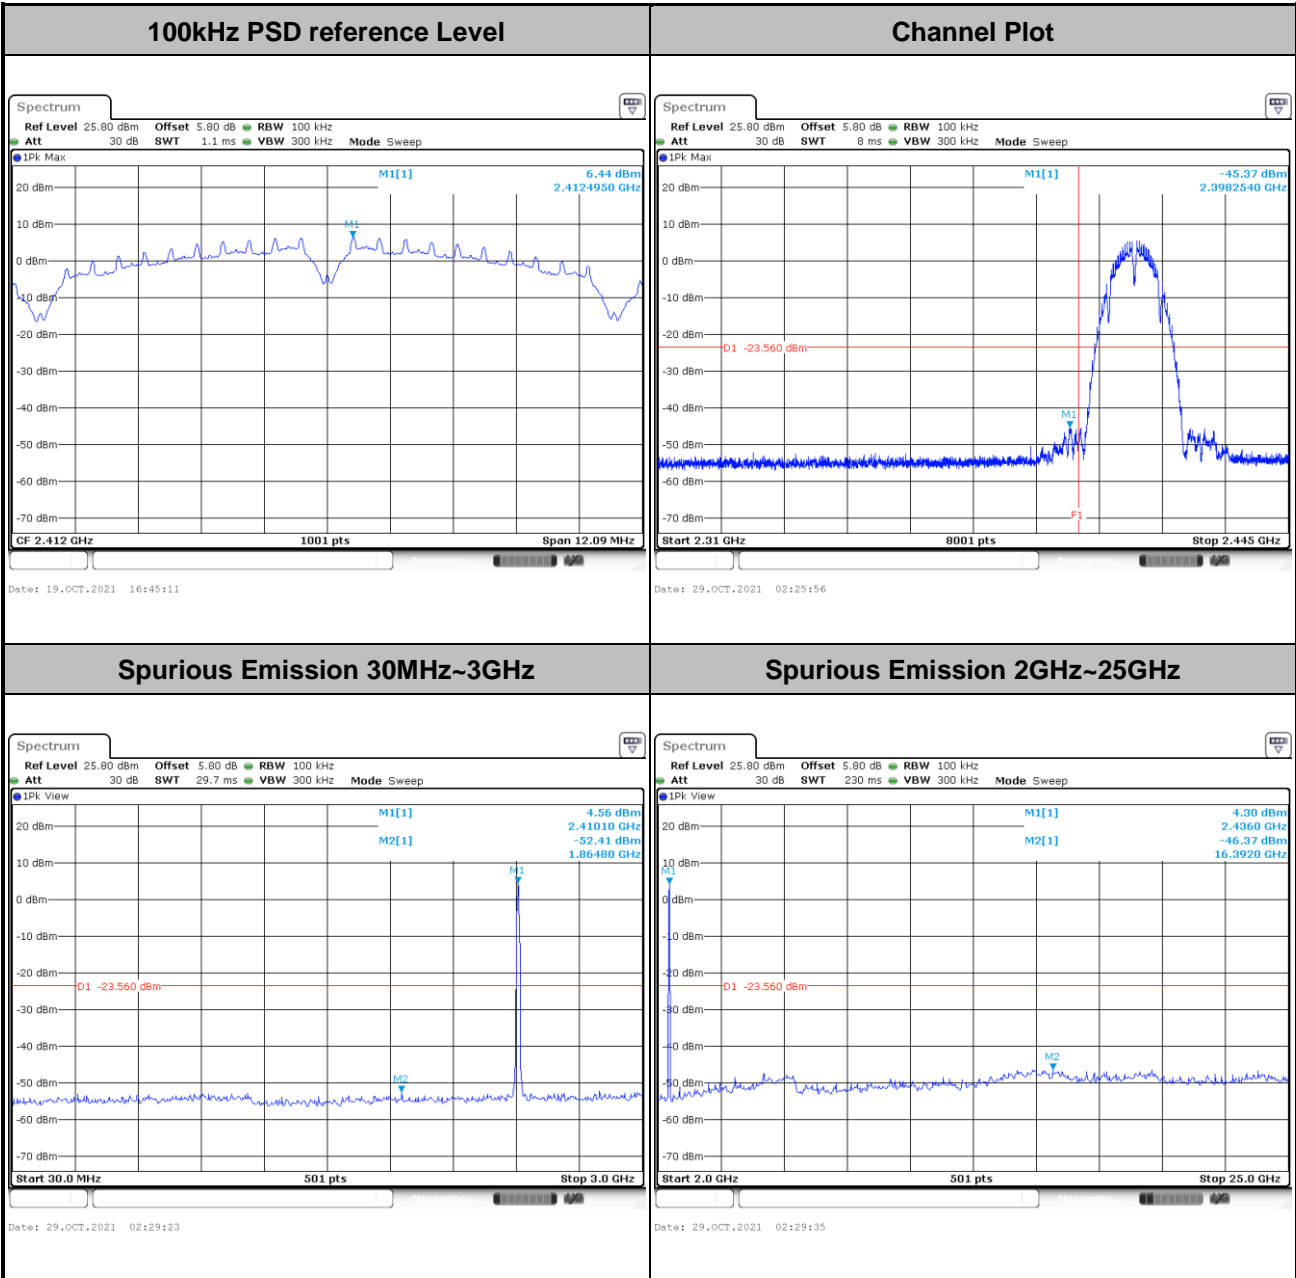 100kHz PSD reference Level
Channel Plot
Spectrum
Ref Level 25.80 dBm Offset 5.80 dB RBW 100 kHz
Att 30 dB SWT 1.1 ms VBW 300 kHz Mode Sweep
1Pk Max
M1[1] 6.44 dBm
2.4124950 GHz
20 dBm
10 dBm
M1
0 dBm
-10 dBm
-20 dBm
-30 dBm
-40 dBm
-50 dBm
-60 dBm
-70 dBm
CF 2.412 GHz 1001 pts Span 12.09 MHz
Date: 19.OCT.2021 16:45:11
Spectrum
Ref Level 25.80 dBm Offset 5.80 dB RBW 100 kHz
Att 30 dB SWT 8 ms VBW 300 kHz Mode Sweep
1Pk Max
M1[1] -45.37 dBm
2.3982540 GHz
20 dBm
10 dBm
0 dBm
-10 dBm
-20 dBm
D1 -23.560 dBm
-30 dBm
-40 dBm
M1
-50 dBm
-60 dBm
-70 dBm
F1
Start 2.31 GHz 8001 pts Stop 2.445 GHz
Measuring
Date: 29.OCT.2021 02:25:56
Spurious Emission 30MHz~3GHz
Spurious Emission 2GHz~25GHz
Spectrum
Ref Level 25.80 dBm Offset 5.80 dB RBW 100 kHz
Att 30 dB SWT 29.7 ms VBW 300 kHz Mode Sweep
1Pk View
M1[1] 4.56 dBm
2.41010 GHz
20 dBm
M2[1] -52.41 dBm
1.86480 GHz
10 dBm
M1
0 dBm
-10 dBm
-20 dBm
D1 -23.560 dBm
-30 dBm
-40 dBm
-50 dBm
M2
-60 dBm
-70 dBm
Start 30.0 MHz 501 pts Stop 3.0 GHz
Measuring
Date: 29.OCT.2021 02:29:23
Spectrum
Ref Level 25.80 dBm Offset 5.80 dB RBW 100 kHz
Att 30 dB SWT 230 ms VBW 300 kHz Mode Sweep
1Pk View
M1[1] 4.30 dBm
2.4360 GHz
20 dBm
M2[1] -46.37 dBm
16.3920 GHz
10 dBm
M1
0 dBm
-10 dBm
-20 dBm
D1 -23.560 dBm
-30 dBm
-40 dBm
M2
-50 dBm
-60 dBm
-70 dBm
Start 2.0 GHz 501 pts Stop 25.0 GHz
Measuring
Date: 29.OCT.2021 02:29:35